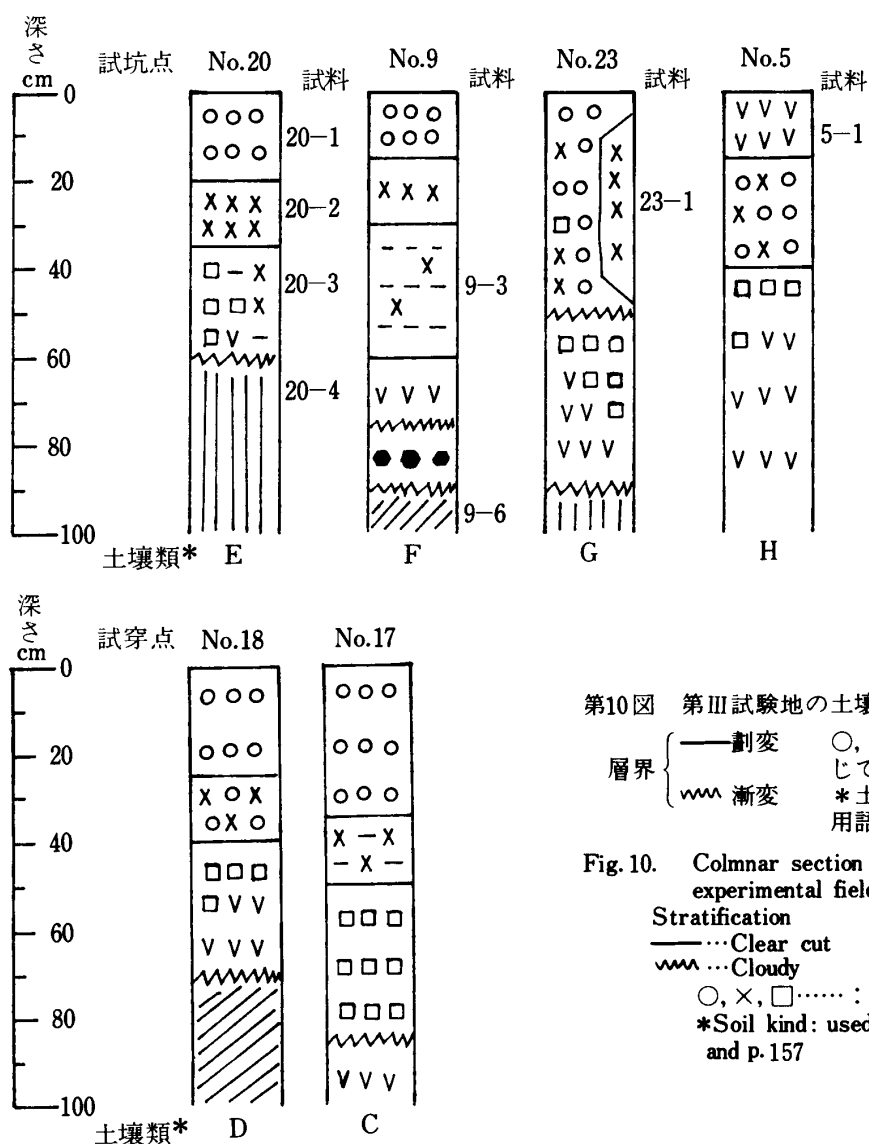 深さ cm 試坑点 No.20 試料 No.9 試料 No.23 試料 No.5 試料
0
20
40
60
80
100
20-1
20-2
20-3
20-4
9-3
9-6
23-1
5-1
土壌類* E F G H
深さ cm 試穿点 No.18 No.17
0
20
40
60
80
100
土壌類* D C
第10図 第III試験地の土壌
層界 劃変 ○,
じて
漸変 *土
用語
Fig. 10. Colmnar section
experimental field
Stratification
…Clear cut
…Cloudy
○, ×, □……:
*Soil kind: used
and p.157